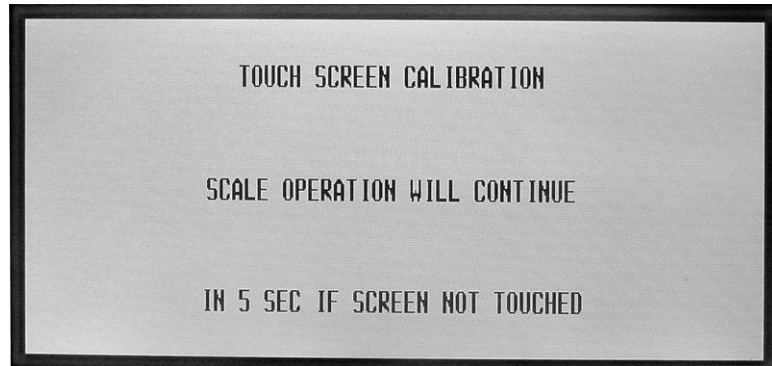 TOUCH SCREEN CALIBRATION
SCALE OPERATION WILL CONTINUE
IN 5 SEC IF SCREEN NOT TOUCHED